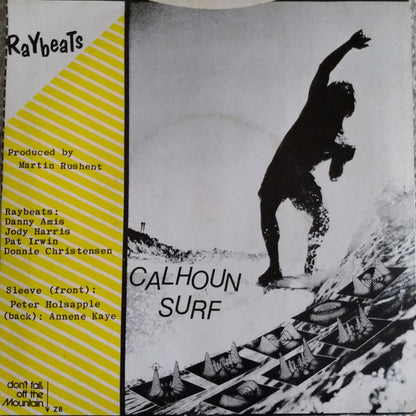 RaYbeaTs
Produced by
Martin Rushent
Raybeats:
Danny Amis
Jody Harris
Pat Irwin
Donnie Christensen
Sleeve (front):
Peter Holsapple
(back): Annene Kaye
CALHOUN
SURF
don't fall
off the
Mountain
Z8